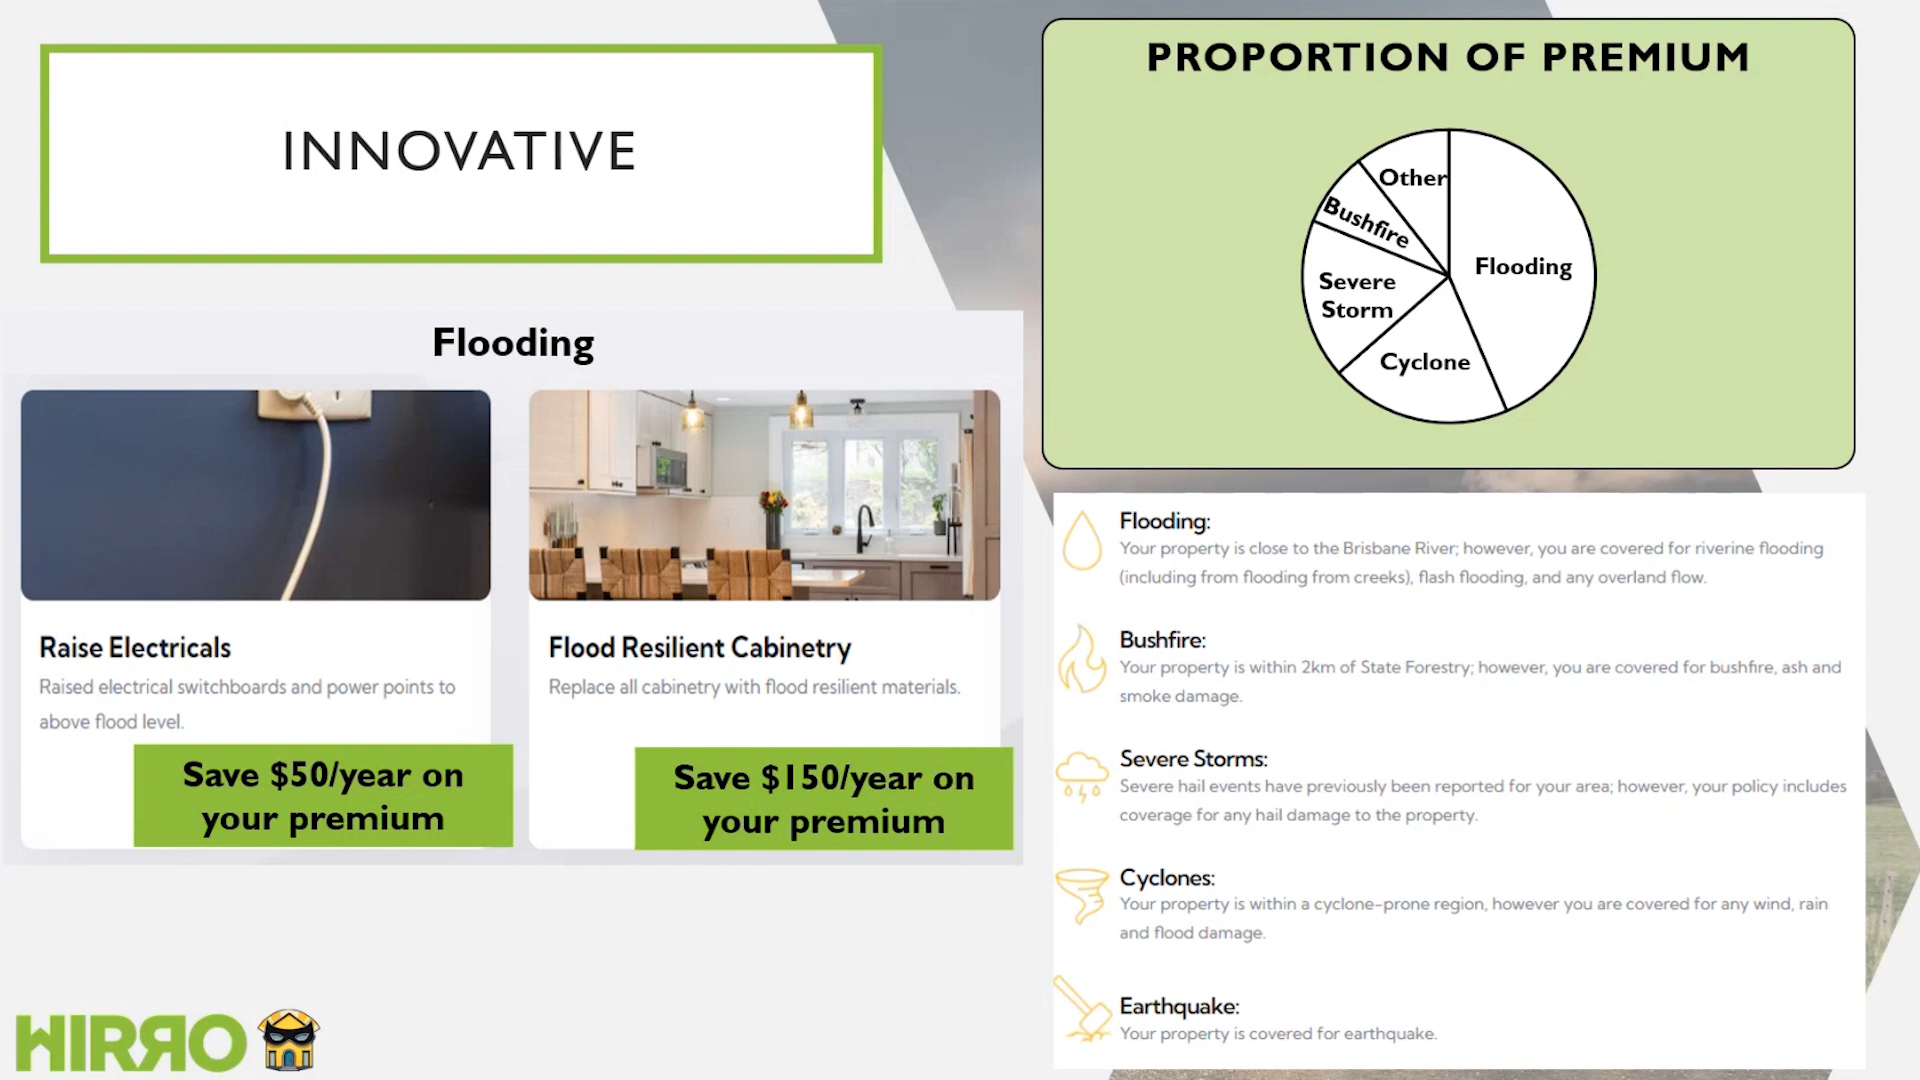 INNOVATIVE
PROPORTION OF PREMIUM
Other
Bushfire
Severe
Storm
Cyclone
Flooding
Flooding
Raise Electricals
Raised electrical switchboards and power points to
above flood level.
Save $50/year on
your premium
Flood Resilient Cabinetry
Replace all cabinetry with flood resilient materials.
Save $150/year on
your premium
Flooding:
Your property is close to the Brisbane River; however, you are covered for riverine flooding
(including from flooding from creeks), flash flooding, and any overland flow.
Bushfire:
Your property is within 2km of State Forestry; however, you are covered for bushfire, ash and
smoke damage.
Severe Storms:
Severe hail events have previously been reported for your area; however, your policy includes
coverage for any hail damage to the property.
Cyclones:
Your property is within a cyclone-prone region, however you are covered for any wind, rain
and flood damage.
Earthquake:
Your property is covered for earthquake.
HIRRO